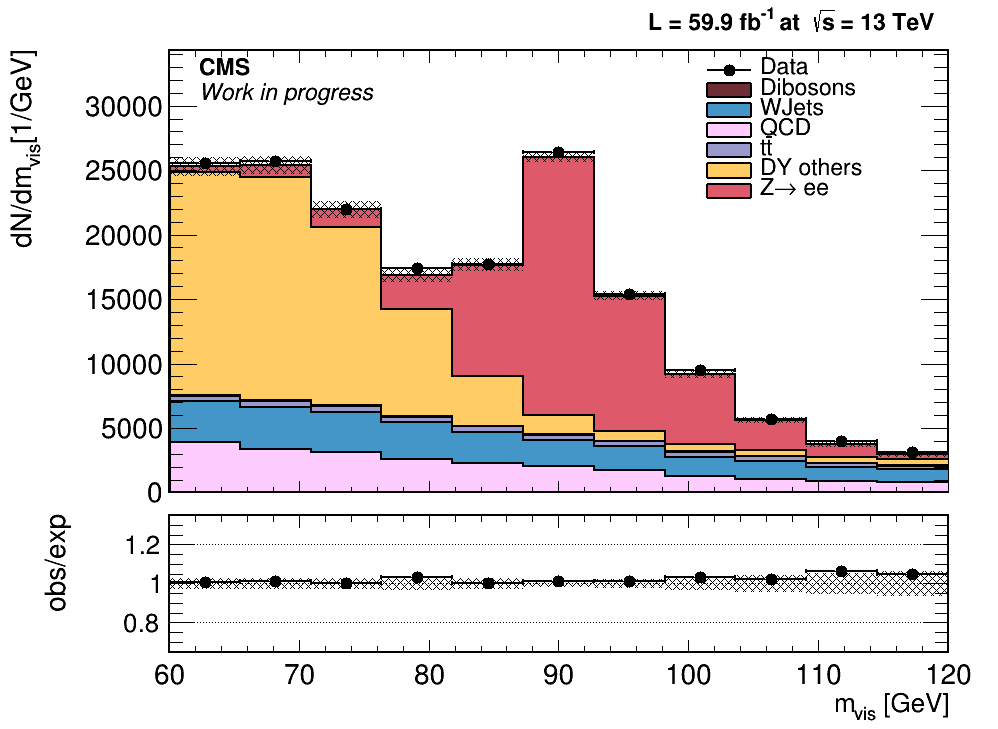 L = 59.9 fb⁻¹ at √s = 13 TeV
dN/dm_vis[1/GeV]
CMS
Work in progress
Data
Dibosons
WJets
QCD
tt̄
DY others
Z→ ee
30000
25000
20000
15000
10000
5000
0
obs/exp
1.2
1
0.8
60 70 80 90 100 110 120
m_vis [GeV]